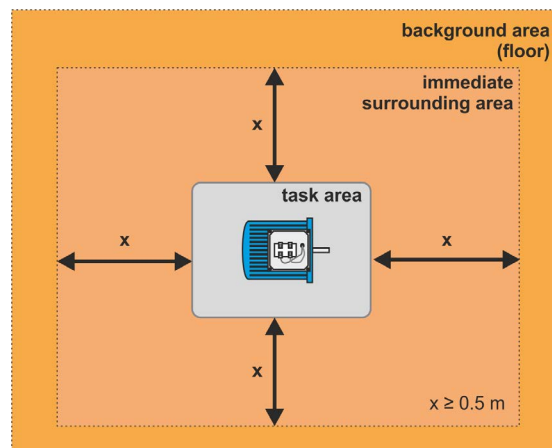 background area
(floor)
immediate
surrounding area
x
task area
x
x
x
x ≥ 0.5 m